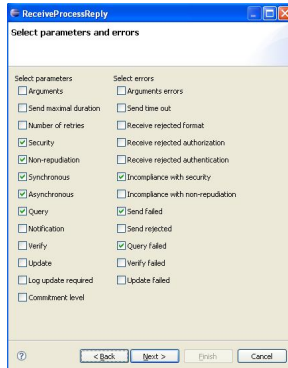 ReceiveProcessReply
Select parameters and errors
Select parameters
Arguments
Send maximal duration
Number of retries
Security
Non-repudiation
Synchronous
Asynchronous
Query
Notification
Verify
Update
Log update required
Commitment level
Select errors
Arguments errors
Send time out
Receive rejected format
Receive rejected authorization
Receive rejected authentication
Incompliance with security
Incompliance with non-repudiation
Send failed
Send rejected
Query failed
Verify failed
Update failed
? < Back Next > Finish Cancel